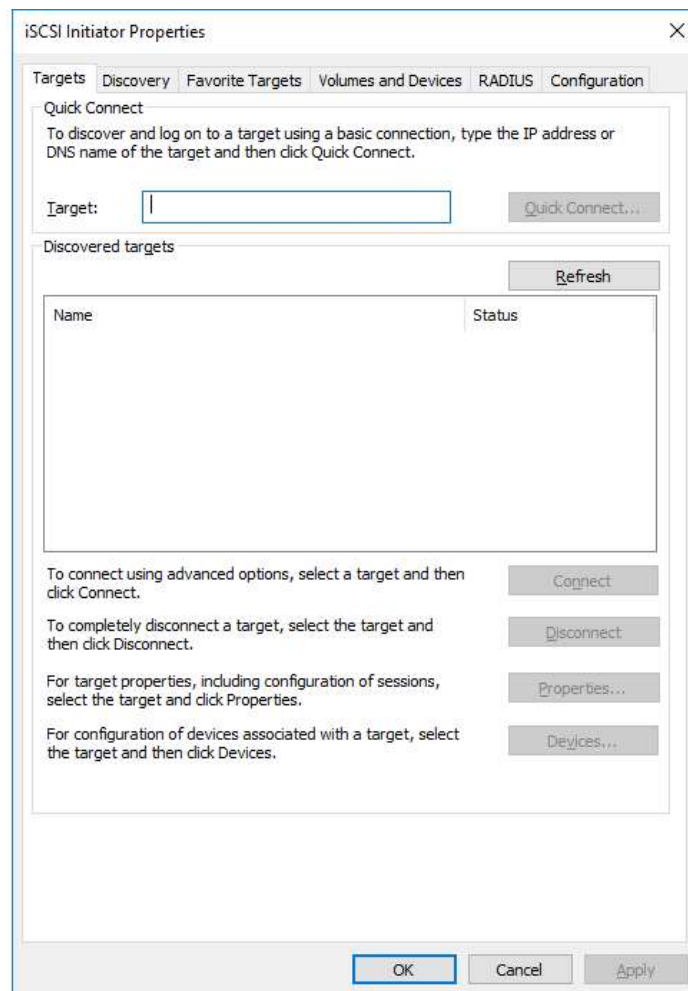 iSCSI Initiator Properties
Targets Discovery Favorite Targets Volumes and Devices RADIUS Configuration
Quick Connect
To discover and log on to a target using a basic connection, type the IP address or
DNS name of the target and then click Quick Connect.
Target: Quick Connect...
Discovered targets
Refresh
Name Status
To connect using advanced options, select a target and then
click Connect.
Connect
To completely disconnect a target, select the target and
then click Disconnect.
Disconnect
For target properties, including configuration of sessions,
select the target and click Properties.
Properties...
For configuration of devices associated with a target, select
the target and then click Devices.
Devices...
OK Cancel Apply